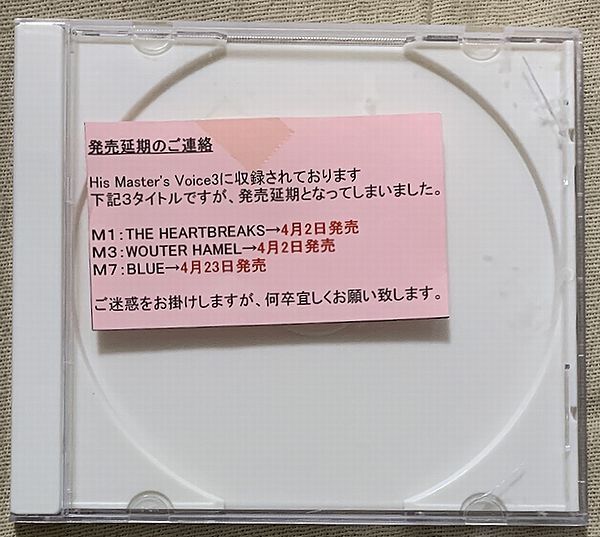 発売延期のご連絡
His Master's Voice3に収録されております
下記３タイトルですが、発売延期となってしまいました。
Ｍ１：THE HEARTBREAKS→4月2日発売
Ｍ３：WOUTER HAMEL→4月2日発売
Ｍ７：BLUE→4月23日発売
ご迷惑をお掛けしますが、何卒宜しくお願い致します。